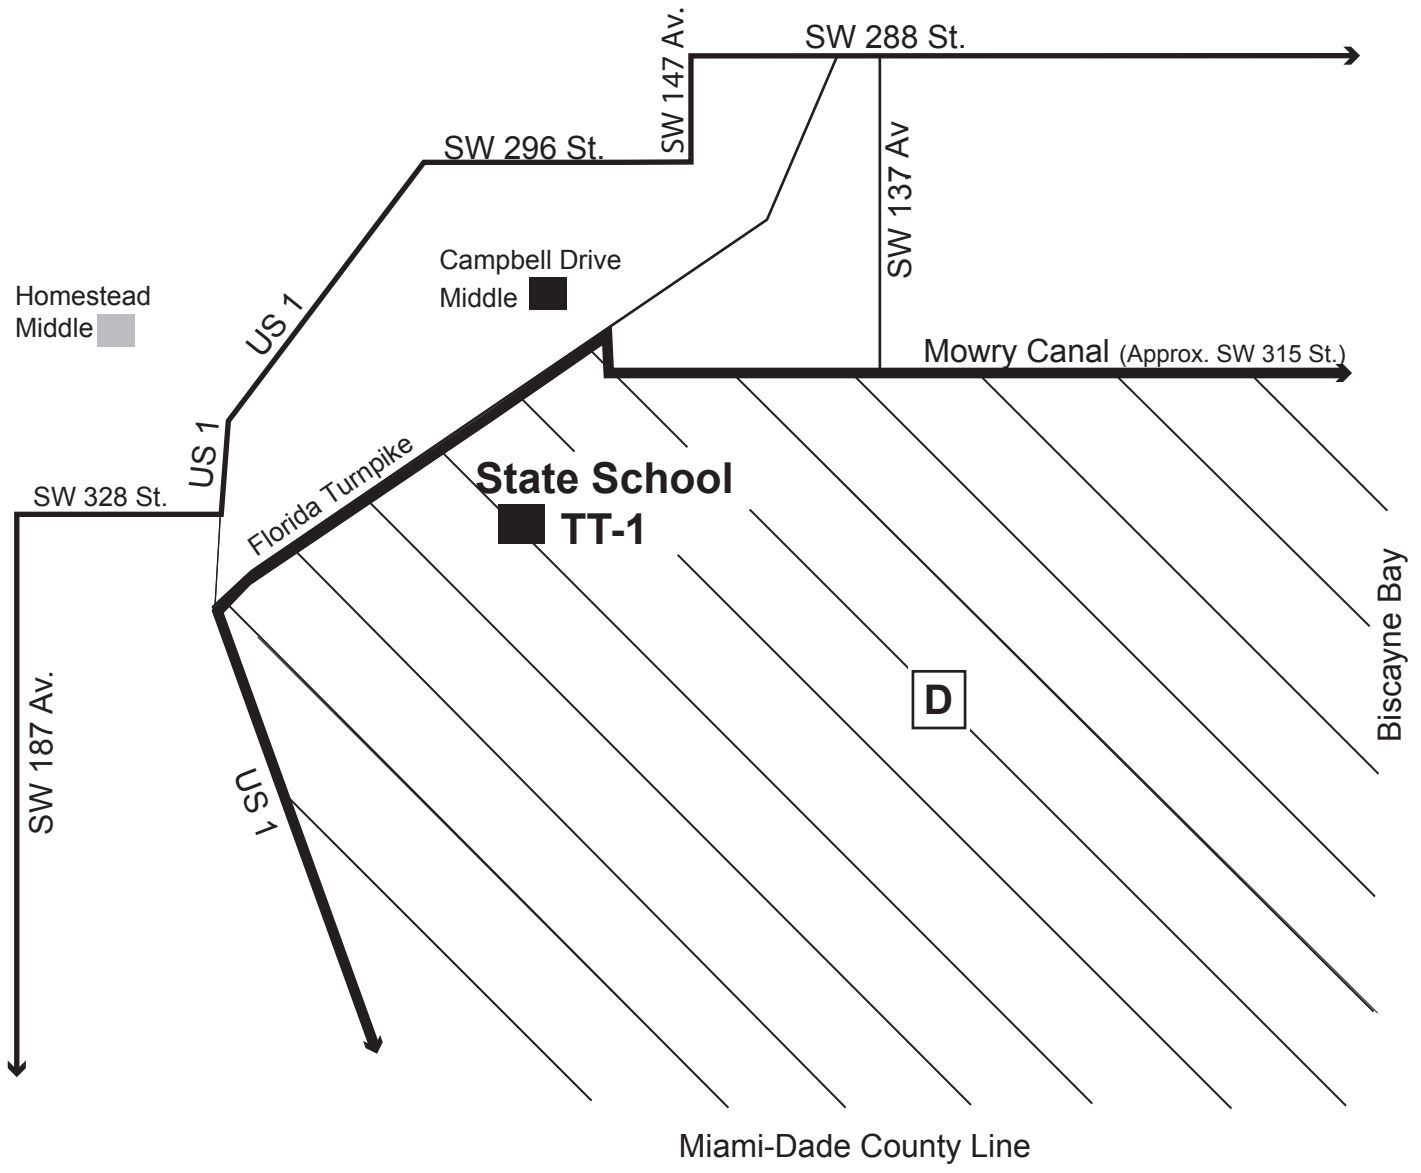 SW 147 Av.
SW 288 St.
SW 296 St.
SW 137 Av
Campbell Drive
Middle
Homestead
Middle
US 1
Mowry Canal (Approx. SW 315 St.)
US 1
Florida Turnpike
State School
TT-1
SW 328 St.
Biscayne Bay
D
SW 187 Av.
US 1
Miami-Dade County Line